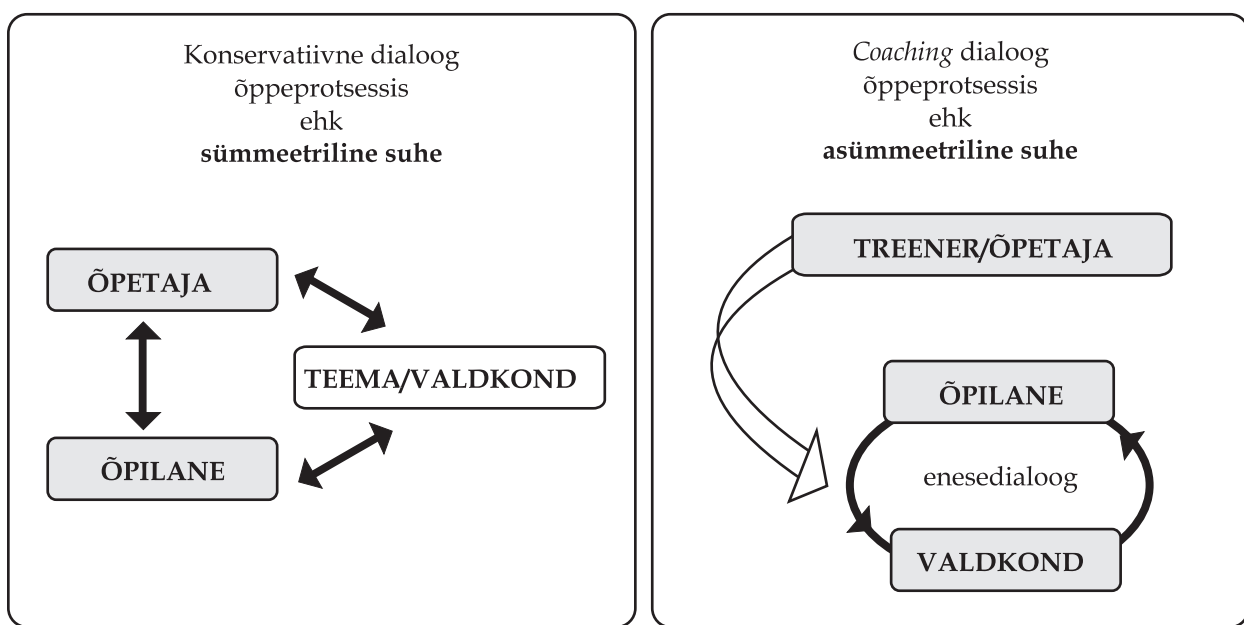 Konservatiivne dialoog
õppeprotsessis
ehk
sümmeetriline suhe
ÕPETAJA
TEEMA/VALDKOND
ÕPILANE
Coaching dialoog
õppeprotsessis
ehk
asümmeetriline suhe
TREENER/ÕPETAJA
ÕPILANE
enesedialoog
VALDKOND